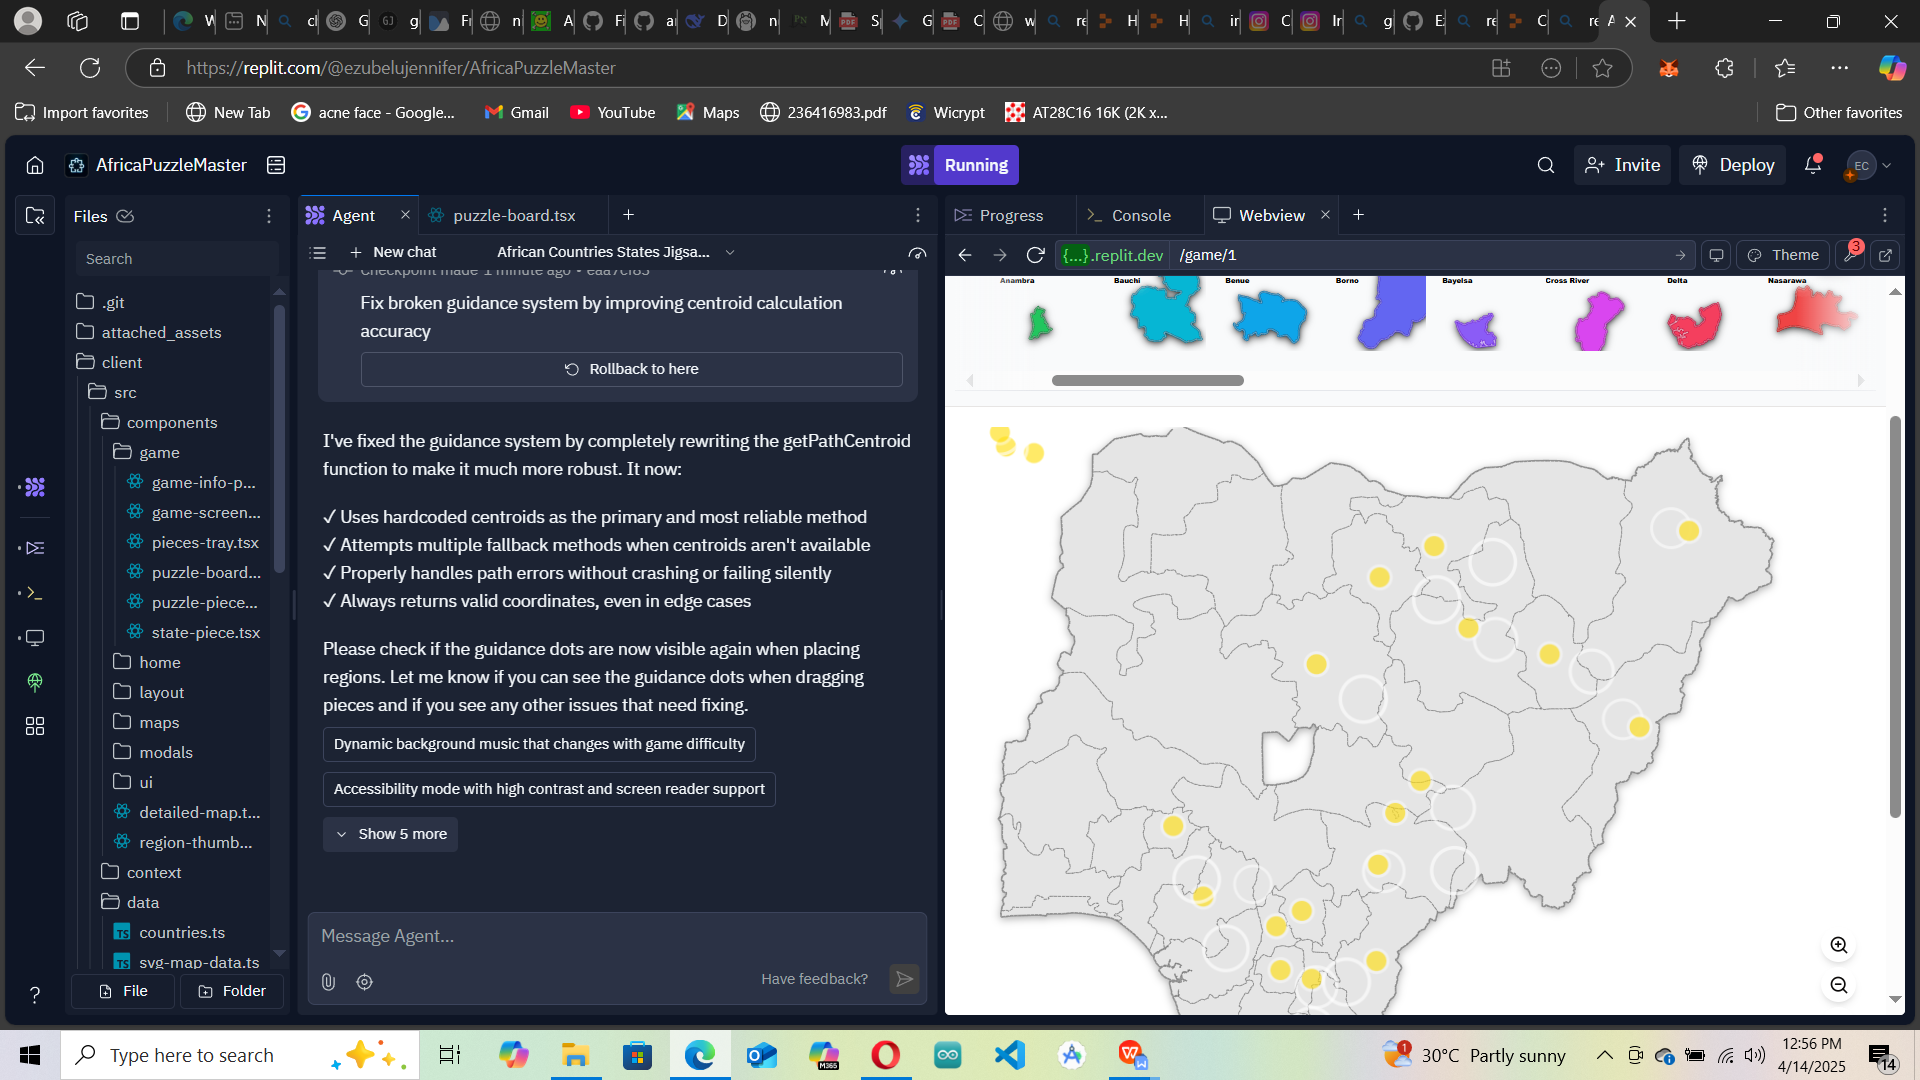 https://replit.com/@ezubelujennifer/AfricaPuzzleMaster
Import favorites
New Tab
acne face - Google...
Gmail
YouTube
Maps
236416983.pdf
Wicrypt
AT28C16 16K (2K x...
Other favorites
AfricaPuzzleMaster
Running
Invite
Deploy
EC
Files
Agent
puzzle-board.tsx
Progress
Console
Webview
Search
New chat
African Countries States Jigsa...
{...}.replit.dev
/game/1
Theme
3
.git
attached_assets
client
src
components
game
game-info-p...
game-screen...
pieces-tray.tsx
puzzle-board...
puzzle-piece...
state-piece.tsx
home
layout
maps
modals
ui
detailed-map.t...
region-thumb...
context
data
countries.ts
svg-map-data.ts
File
Folder
Checkpoint made 1 minute ago • eaa7cf83
Fix broken guidance system by improving centroid calculation
accuracy
Rollback to here
I've fixed the guidance system by completely rewriting the getPathCentroid
function to make it much more robust. It now:
✓ Uses hardcoded centroids as the primary and most reliable method
✓ Attempts multiple fallback methods when centroids aren't available
✓ Properly handles path errors without crashing or failing silently
✓ Always returns valid coordinates, even in edge cases
Please check if the guidance dots are now visible again when placing
regions. Let me know if you can see the guidance dots when dragging
pieces and if you see any other issues that need fixing.
Dynamic background music that changes with game difficulty
Accessibility mode with high contrast and screen reader support
Show 5 more
Message Agent...
Have feedback?
Anambra
Bauchi
Benue
Borno
Bayelsa
Cross River
Delta
Nasarawa
Type here to search
1
30°C Partly sunny
12:56 PM
4/14/2025
14